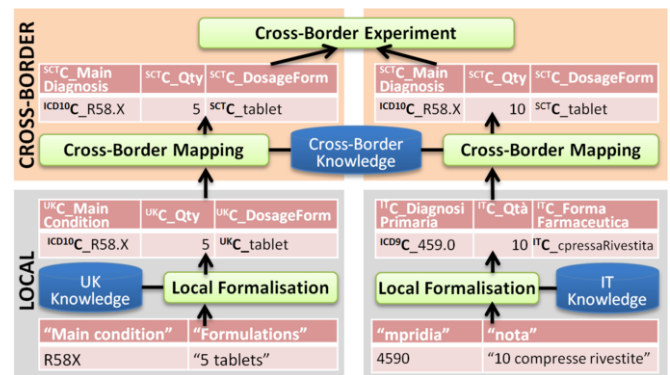 CROSS-BORDER
Cross-Border Experiment
SCTC_Main Diagnosis SCTC_Qty SCTC_DosageForm
ICD10C_R58.X 5 SCTC_tablet
SCTC_Main Diagnosis SCTC_Qty SCTC_DosageForm
ICD10C_R58.X 10 SCTC_tablet
Cross-Border Mapping
Cross-Border
Knowledge
Cross-Border Mapping
LOCAL
UKC_Main Condition UKC_Qty UKC_DosageForm
ICD10C_R58.X 5 UKC_tablet
ITC_Diagnosi Primaria ITC_Qtà ITC_Forma Farmaceutica
ICD9C_459.0 10 ITC_cpressaRivestita
UK
Knowledge
Local Formalisation
Local Formalisation
IT
Knowledge
"Main condition" "Formulations"
R58X "5 tablets"
"mpridia" "nota"
4590 "10 compresse rivestite"